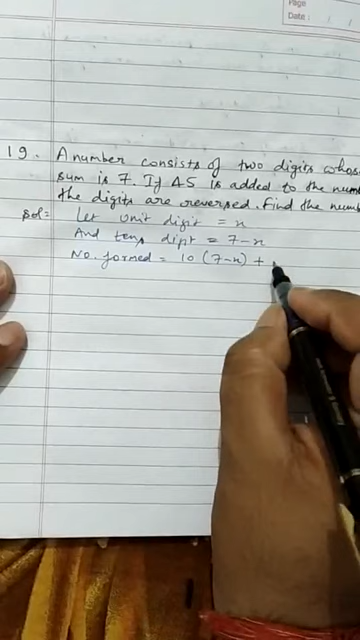 Page
Date
19. A number consists of two digits whose
sum is 7. If 45 is added to the num
the digits are reversed. Find the numb
Sol= Let unit digit = x
And tens digit = 7-x
No. formed = 10 (7-x) +